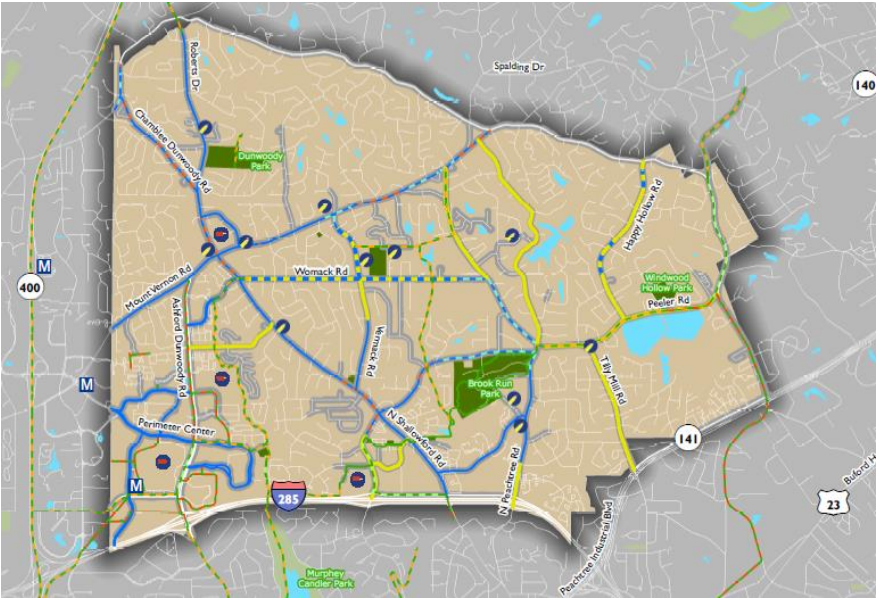 Roberts Dr
Spalding Dr
140
Chamblee Dunwoody Rd
Dunwoody
Park
Happy Hollow Rd
M
400
Mount Vernon Rd
Womack Rd
Windwood
Hollow Park
Peeler Rd
Ashford Dunwoody Rd
Vermack Rd
M
Tilly Mill Rd
Brook Run
Park
Perimeter Center
N Shallowford Rd
141
N Peachtree Rd
M
285
Buford H
23
Peachtree Industrial Blvd
Murphey
Candler Park